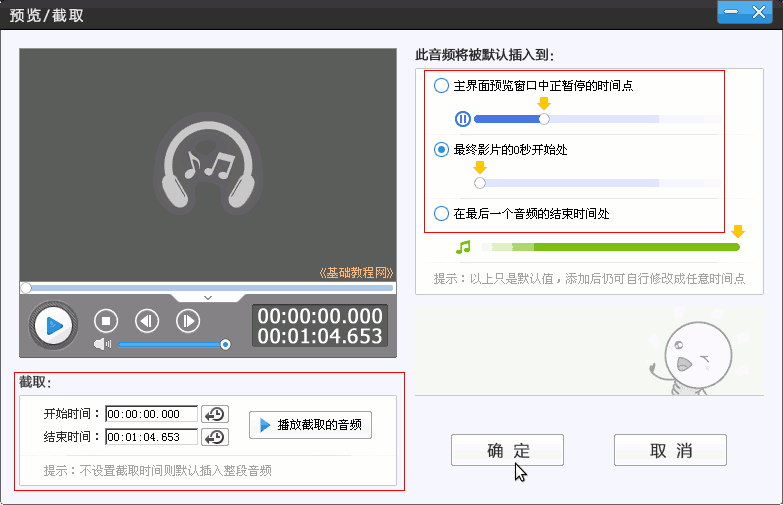 预览/截取
此音频将被默认插入到：
主界面预览窗口中正暂停的时间点
最终影片的0秒开始处
在最后一个音频的结束时间处
提示：以上只是默认值，添加后仍可自行修改成任意时间点
《基础教程网》
00:00:00.000
00:01:04.653
截取：
开始时间： 00:00:00.000
结束时间： 00:01:04.653
播放截取的音频
提示：不设置截取时间则默认插入整段音频
确 定
取 消